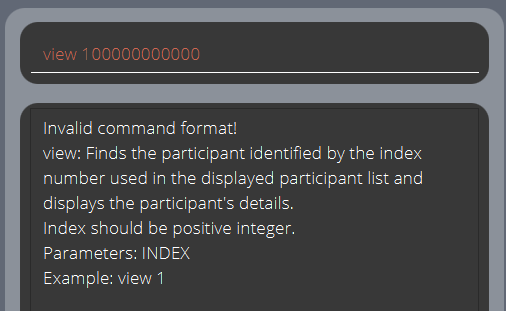 view 100000000000
Invalid command format!
view: Finds the participant identified by the index
number used in the displayed participant list and
displays the participant's details.
Index should be positive integer.
Parameters: INDEX
Example: view 1